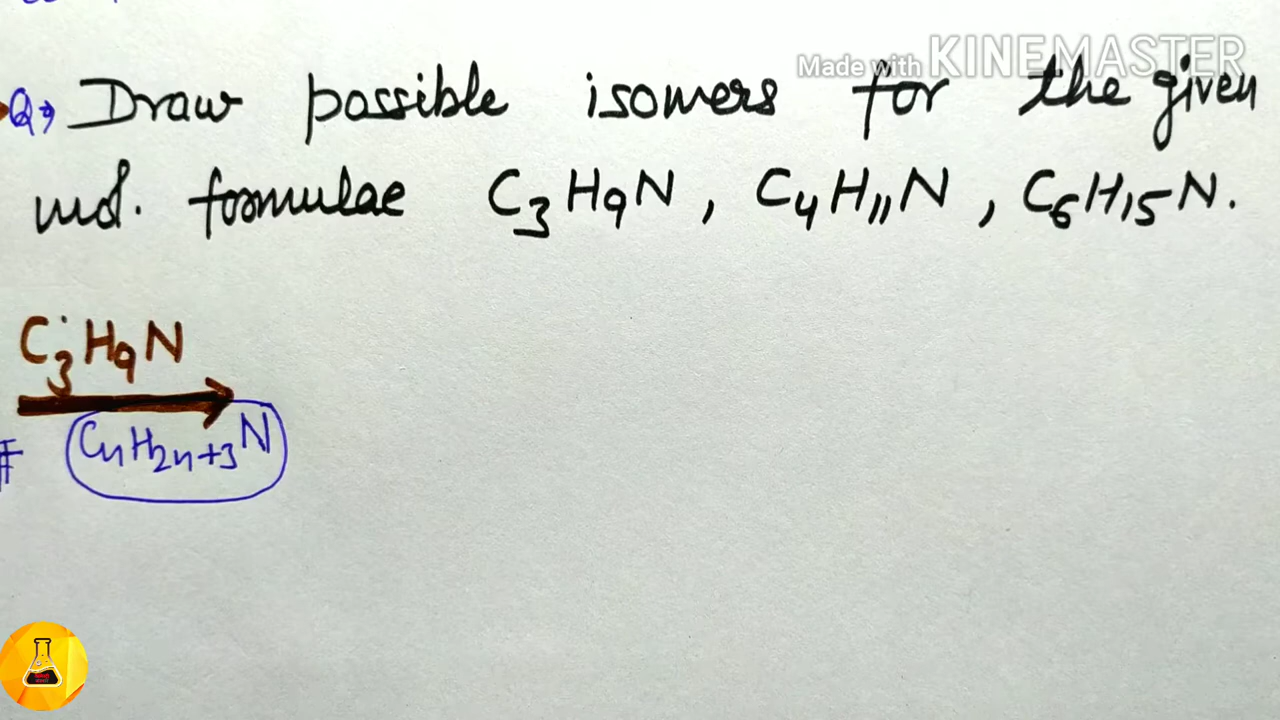 Made with KINEMASTER
Q→ Draw possible isomers for the given
mol. formulae C₃H₉N, C₄H₁₁N, C₆H₁₅N.
C₃H₉N
CₙH₂ₙ₊₃N